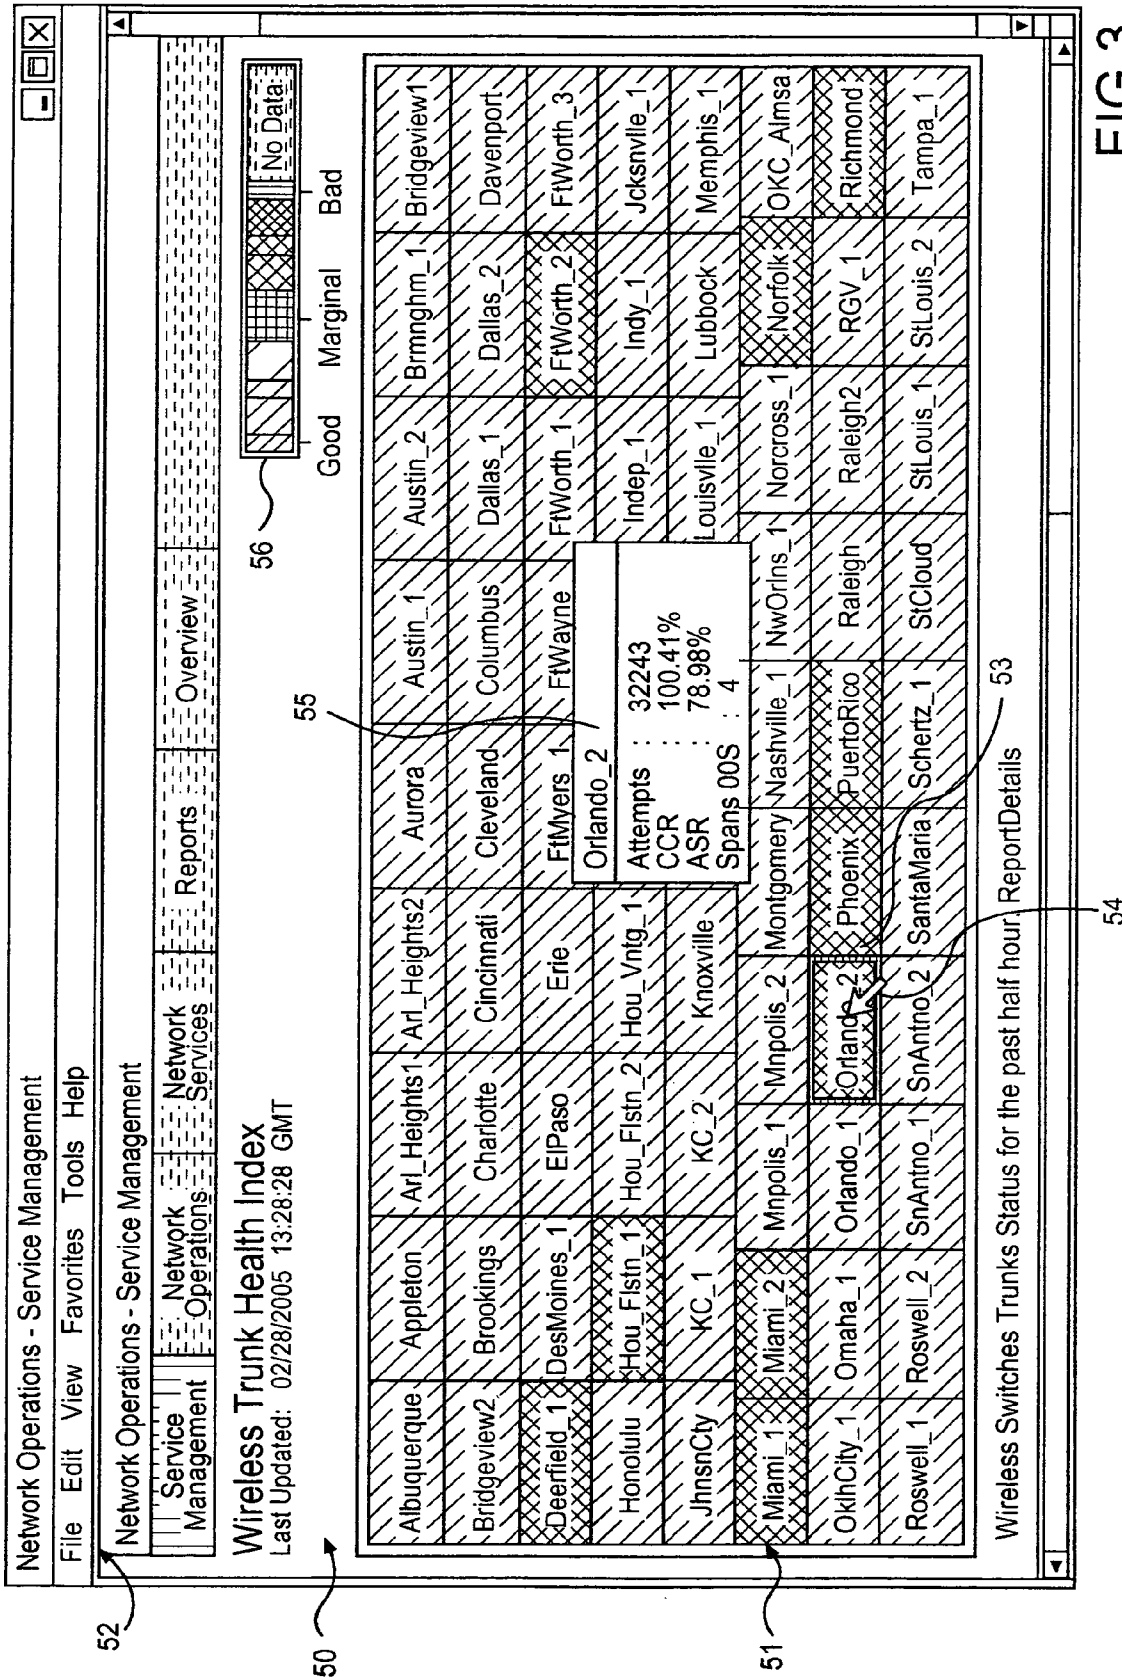 Network Operations - Service Management
File Edit View Favorites Tools Help
Network Operations - Service Management
Service Management
Network Operations
Network Services
Reports
Overview
Wireless Trunk Health Index
Last Updated: 02/28/2005 13:28:28 GMT
No Data
Good Marginal Bad
Albuquerque Appleton Arl_Heights1 Arl_Heights2 Aurora Austin_1 Austin_2 Brmnghm_1 Bridgeview1
Bridgeview2 Brookings Charlotte Cincinnati Cleveland Columbus Dallas_1 Dallas_2 Davenport
Deerfield_1 DesMoines_1 ElPaso Erie FtMyers_1 FtWayne FtWorth_1 FtWorth_2 FtWorth_3
Honolulu Hou_Flstn_1 Hou_Flstn_2 Hou_Vntg_1 Indep_1 Indy_1 Jcksnvlle_1
JhnsnCty KC_1 KC_2 Knoxville Louisvlle_1 Lubbock Memphis_1
Miami_1 Miami_2 Mnpolis_1 Mnpolis_2 Montgomery Nashville_1 NwOrlns_1 Norcross_1 Norfolk OKC_Almsa
OklhCity_1 Omaha_1 Orlando_1 Orlando_2 Phoenix PuertoRico Raleigh Raleigh2 RGV_1 Richmond
Roswell_1 Roswell_2 SnAntno_1 SnAntno_2 SantaMaria Schertz_1 StCloud StLouis_1 StLouis_2 Tampa_1
Orlando_2
Attempts : 32243
CCR : 100.41%
ASR : 78.98%
Spans 00S : 4
Wireless Switches Trunks Status for the past half hour. ReportDetails
50
51
52
53
54
55
56
FIG 3